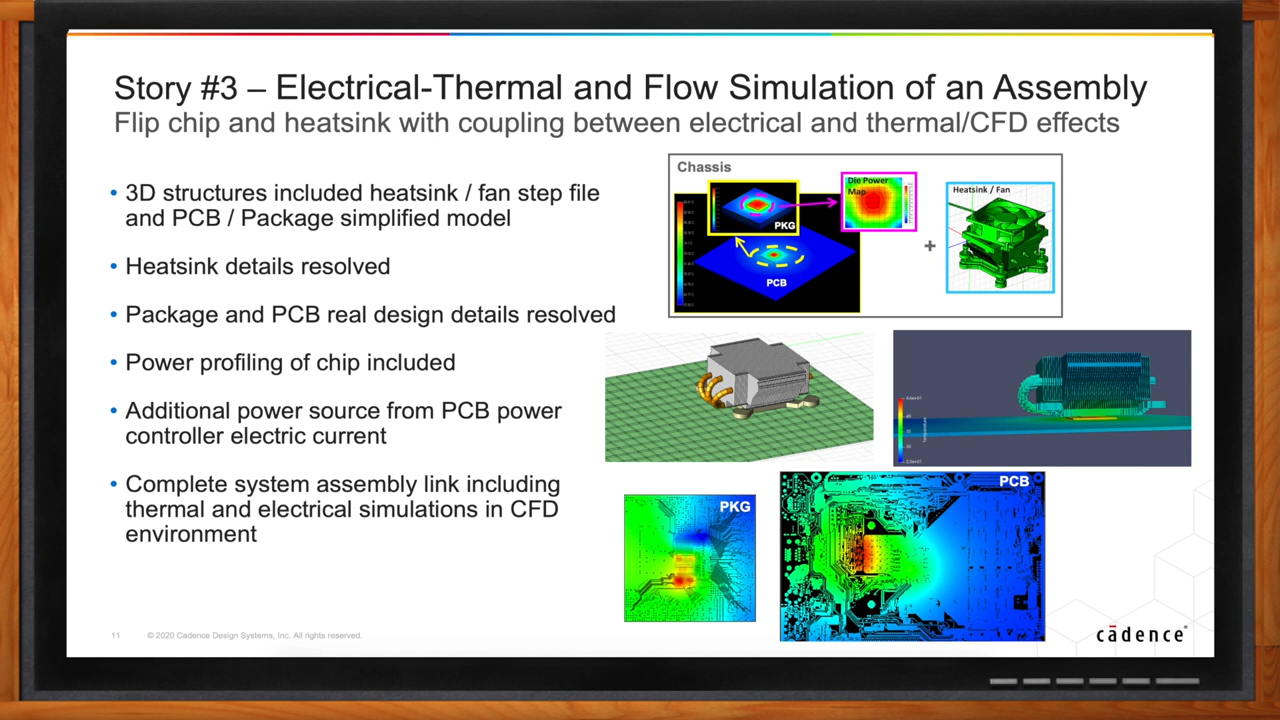 Story #3 – Electrical-Thermal and Flow Simulation of an Assembly
Flip chip and heatsink with coupling between electrical and thermal/CFD effects
• 3D structures included heatsink / fan step file
and PCB / Package simplified model
• Heatsink details resolved
• Package and PCB real design details resolved
• Power profiling of chip included
• Additional power source from PCB power
controller electric current
• Complete system assembly link including
thermal and electrical simulations in CFD
environment
Chassis
PKG
PCB
Die Power
Map
+
Heatsink / Fan
Temperature
PKG
PCB
11
© 2020 Cadence Design Systems, Inc. All rights reserved.
cādence®